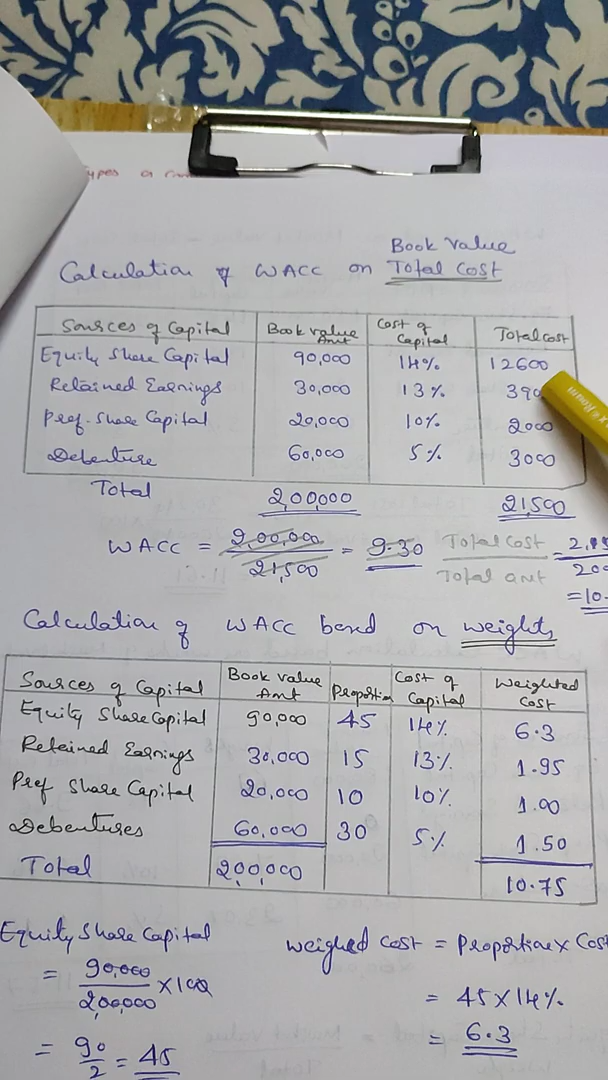 Types of
Book Value
Calculation of WACC on Total Cost
Sources of Capital Book Value Amt Cost of Capital Total Cost
Equity Share Capital 90,000 14% 12600
Retained Earnings 30,000 13% 390
Pref. Share Capital 20,000 10% 2000
Debenture 60,000 5% 3000
Total 2,00,000 21,500
WACC = 2,00,000 / 21,500 = 9.30 Total Cost / Total amt =
= 10.
Calculation of WACC based on weights
Sources of Capital Book Value Amt Proportion Cost of Capital Weighted Cost
Equity Share Capital 90,000 45 14% 6.3
Retained Earnings 30,000 15 13% 1.95
Pref Share Capital 20,000 10 10% 1.00
Debentures 60,000 30 5% 1.50
Total 200,000 10.75
Equity Share Capital
= 90,000 / 200,000 × 100
= 90 / 2 = 45
Weighed Cost = Proportion × Cost
= 45 × 14%
= 6.3